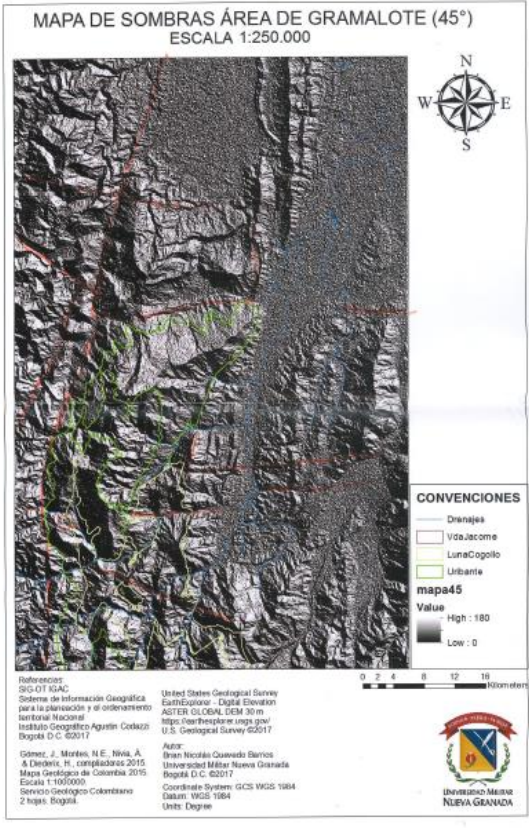 MAPA DE SOMBRAS ÁREA DE GRAMALOTE (45°)
ESCALA 1:250.000
N
W E
S
CONVENCIONES
Drenajes
VdaJacome
LunaCogollo
Uribante
mapa45
Value
High : 180
Low : 0
0 2 4 8 12 16
Kilometers
Referencias:
SIG-OT IGAC
Sistema de Información Geográfica
para la planeación y el ordenamiento
territorial Nacional
Instituto Geográfico Agustín Codazzi
Bogotá D.C. ©2017
Gómez, J., Montes, N.E., Nivia, Á.
& Diederix, H., compiladores 2015.
Mapa Geológico de Colombia 2015.
Escala 1:1000000.
Servicio Geológico Colombiano
2 hojas. Bogotá.
United States Geological Survey
EarthExplorer - Digital Elevation
ASTER GLOBAL DEM 30 m
https://earthexplorer.usgs.gov/
U.S. Geological Survey ©2017
Autor:
Brian Nicolás Quevedo Barrios
Universidad Militar Nueva Granada
Bogotá D.C. ©2017
Coordinate System: GCS WGS 1984
Datum: WGS 1984
Units: Degree
UNIVERSIDAD MILITAR
NUEVA GRANADA